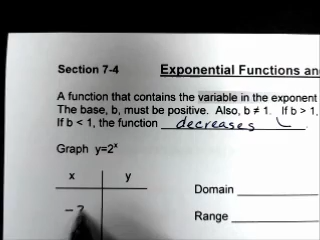 Section 7-4 Exponential Functions an
A function that contains the variable in the exponent
The base, b, must be positive. Also, b ≠ 1. If b > 1,
If b < 1, the function decreases.
Graph y=2ˣ
x y
Domain
Range